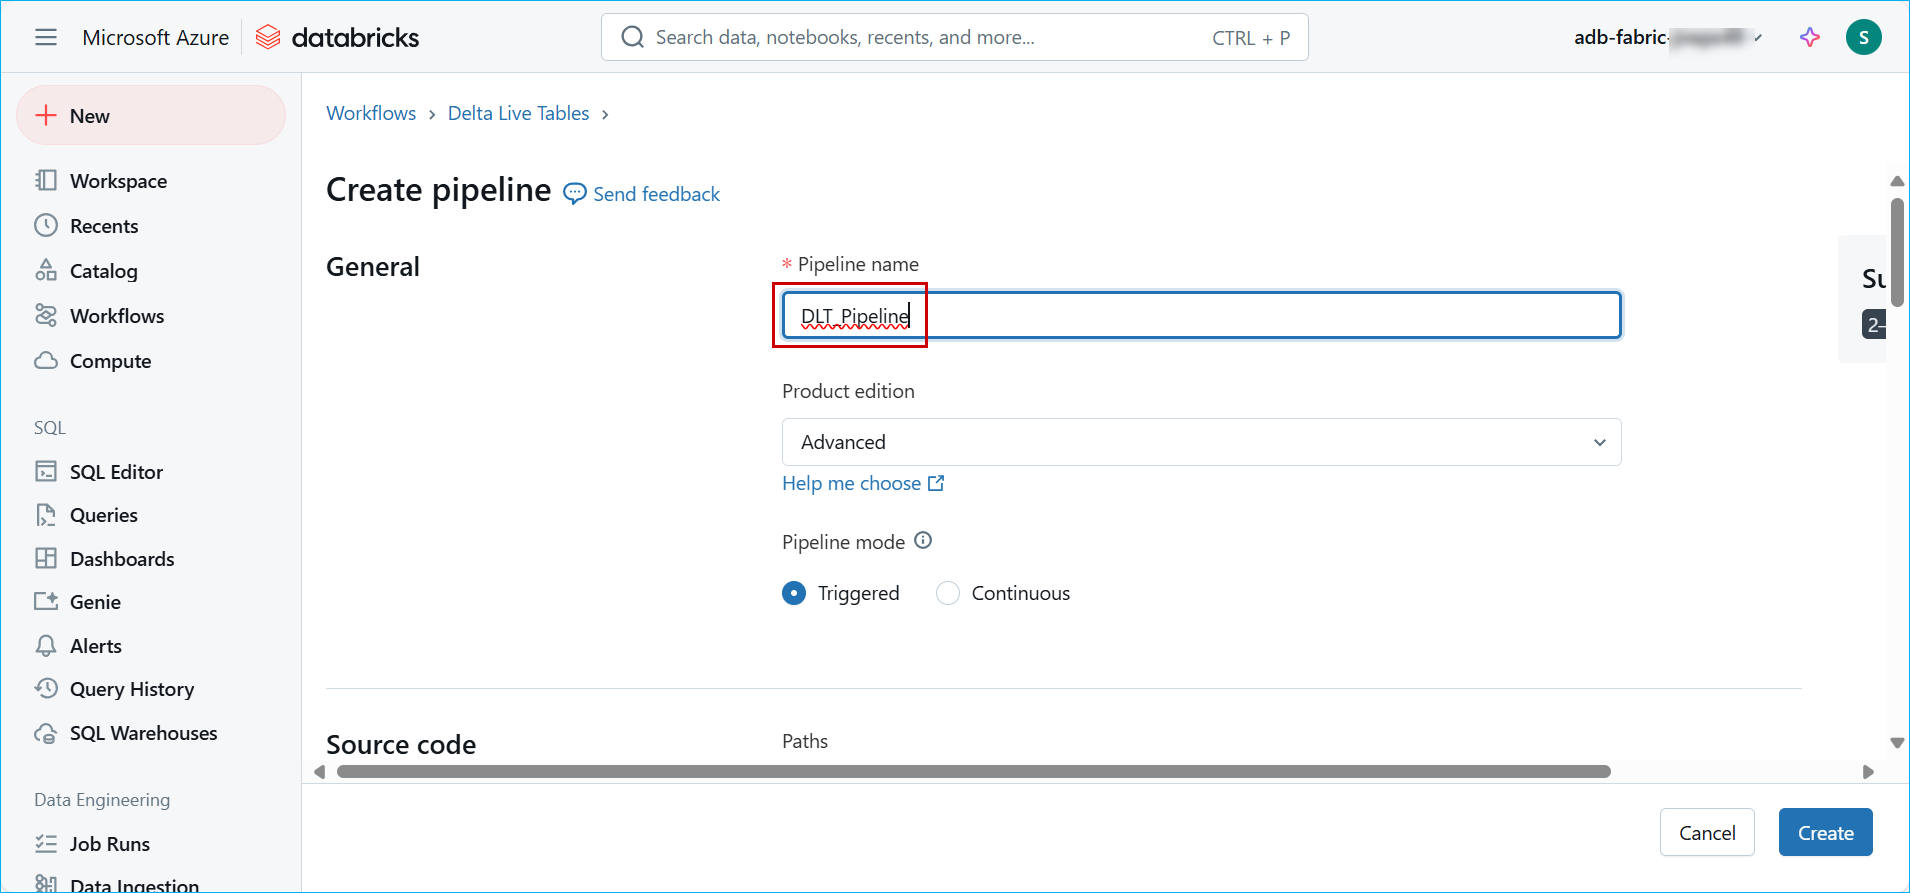 Microsoft Azure
databricks
Search data, notebooks, recents, and more...
CTRL + P
adb-fabric-
S
New
Workspace
Recents
Catalog
Workflows
Compute
SQL
SQL Editor
Queries
Dashboards
Genie
Alerts
Query History
SQL Warehouses
Data Engineering
Job Runs
Data Ingestion
Workflows › Delta Live Tables ›
Create pipeline
Send feedback
General
* Pipeline name
DLT_Pipeline
Product edition
Advanced
Help me choose
Pipeline mode
Triggered
Continuous
Su
2-
Source code
Paths
Cancel
Create